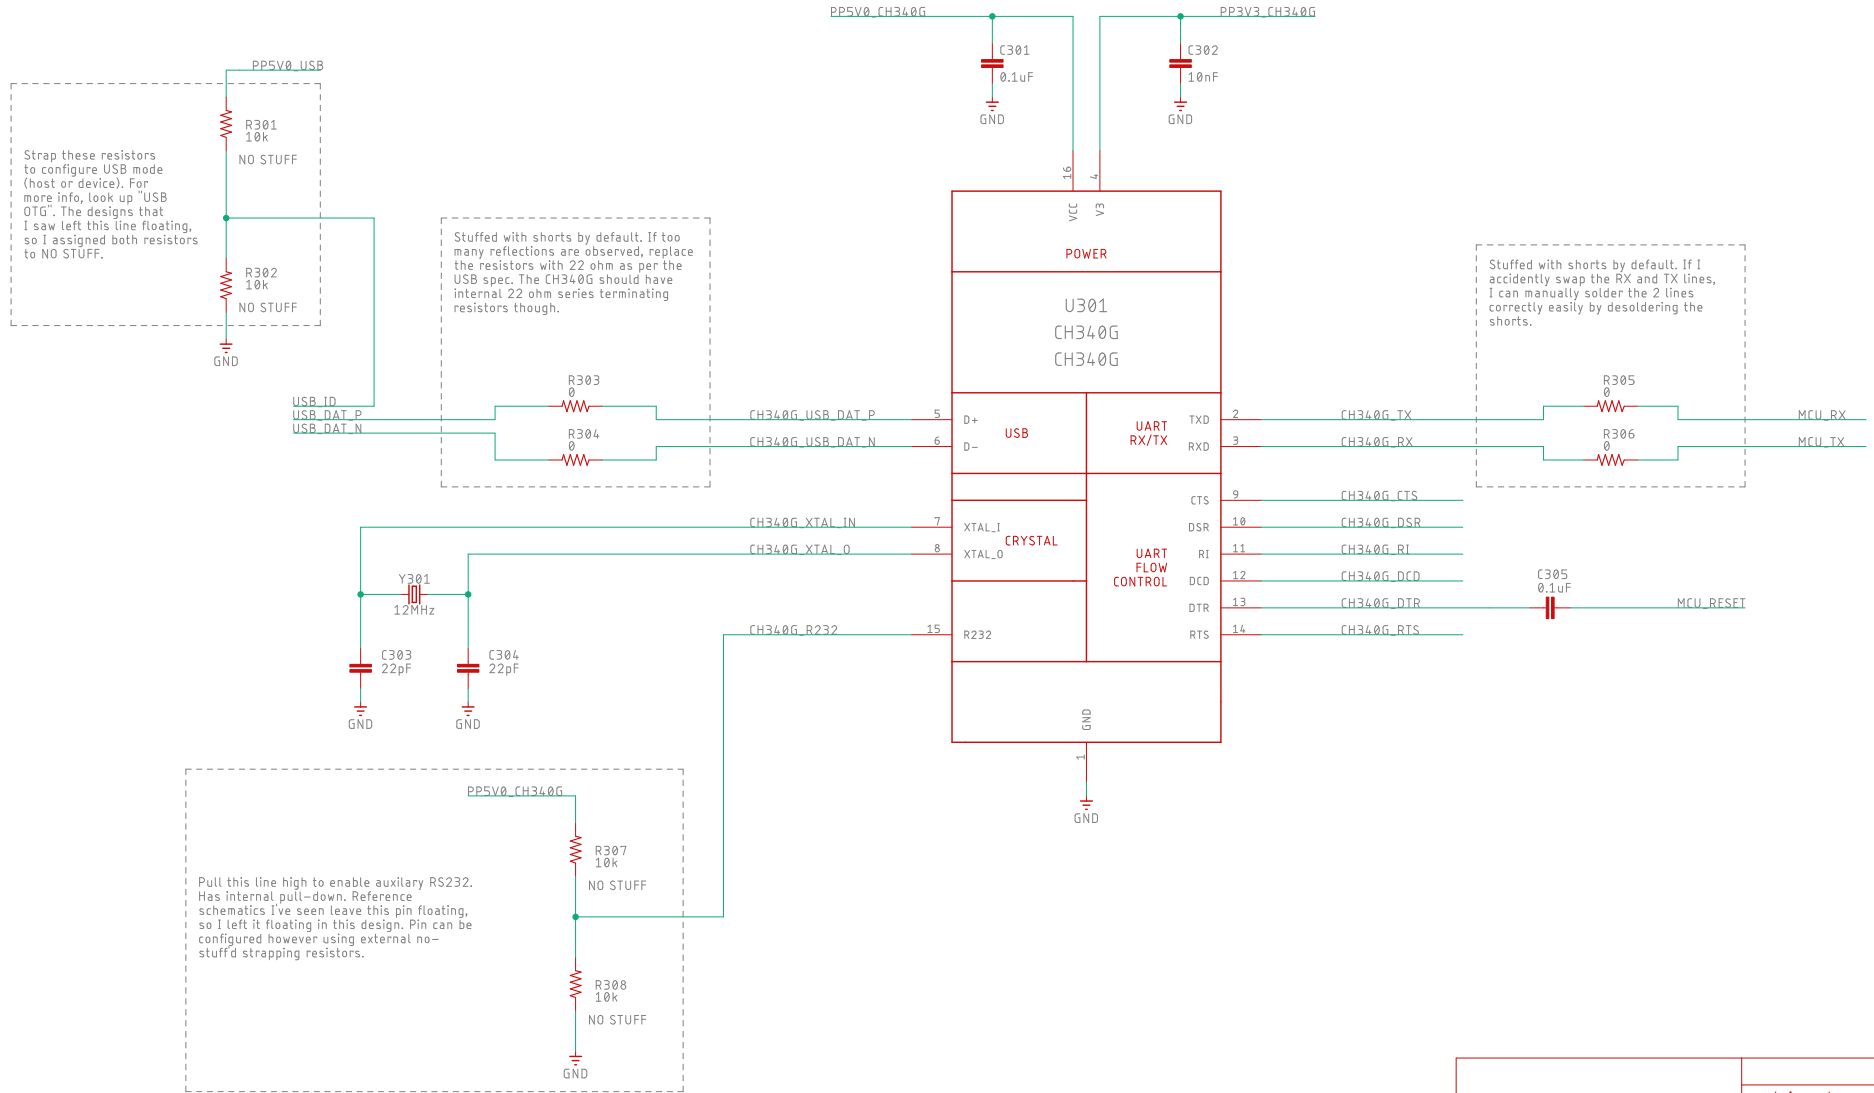 PP5V0_CH340G
PP3V3_CH340G
C301
0.1uF
GND
C302
10nF
GND
PP5V0_USB
R301
10k
NO STUFF
Strap these resistors
to configure USB mode
(host or device). For
more info, look up "USB
OTG". The designs that
I saw left this line floating,
so I assigned both resistors
to NO STUFF.
R302
10k
NO STUFF
GND
Stuffed with shorts by default. If too
many reflections are observed, replace
the resistors with 22 ohm as per the
USB spec. The CH340G should have
internal 22 ohm series terminating
resistors though.
R303
0
R304
0
USB_ID
USB_DAT_P
USB_DAT_N
CH340G_USB_DAT_P
CH340G_USB_DAT_N
5
6
16
4
VCC
V3
POWER
U301
CH340G
CH340G
D+
D-
USB
UART
RX/TX
TXD
RXD
2
3
CH340G_TX
CH340G_RX
Stuffed with shorts by default. If I
accidently swap the RX and TX lines,
I can manually solder the 2 lines
correctly easily by desoldering the
shorts.
R305
0
R306
0
MCU_RX
MCU_TX
CH340G_XTAL_IN
CH340G_XTAL_O
7
8
XTAL_I
XTAL_O
CRYSTAL
UART
FLOW
CONTROL
CTS
DSR
RI
DCD
DTR
RTS
9
10
11
12
13
14
CH340G_CTS
CH340G_DSR
CH340G_RI
CH340G_DCD
CH340G_DTR
CH340G_RTS
C305
0.1uF
MCU_RESET
Y301
12MHz
C303
22pF
GND
C304
22pF
GND
CH340G_R232
15
R232
GND
1
GND
PP5V0_CH340G
R307
10k
NO STUFF
Pull this line high to enable auxilary RS232.
Has internal pull-down. Reference
schematics I've seen leave this pin floating,
so I left it floating in this design. Pin can be
configured however using external no-
stuff'd strapping resistors.
R308
10k
NO STUFF
GND